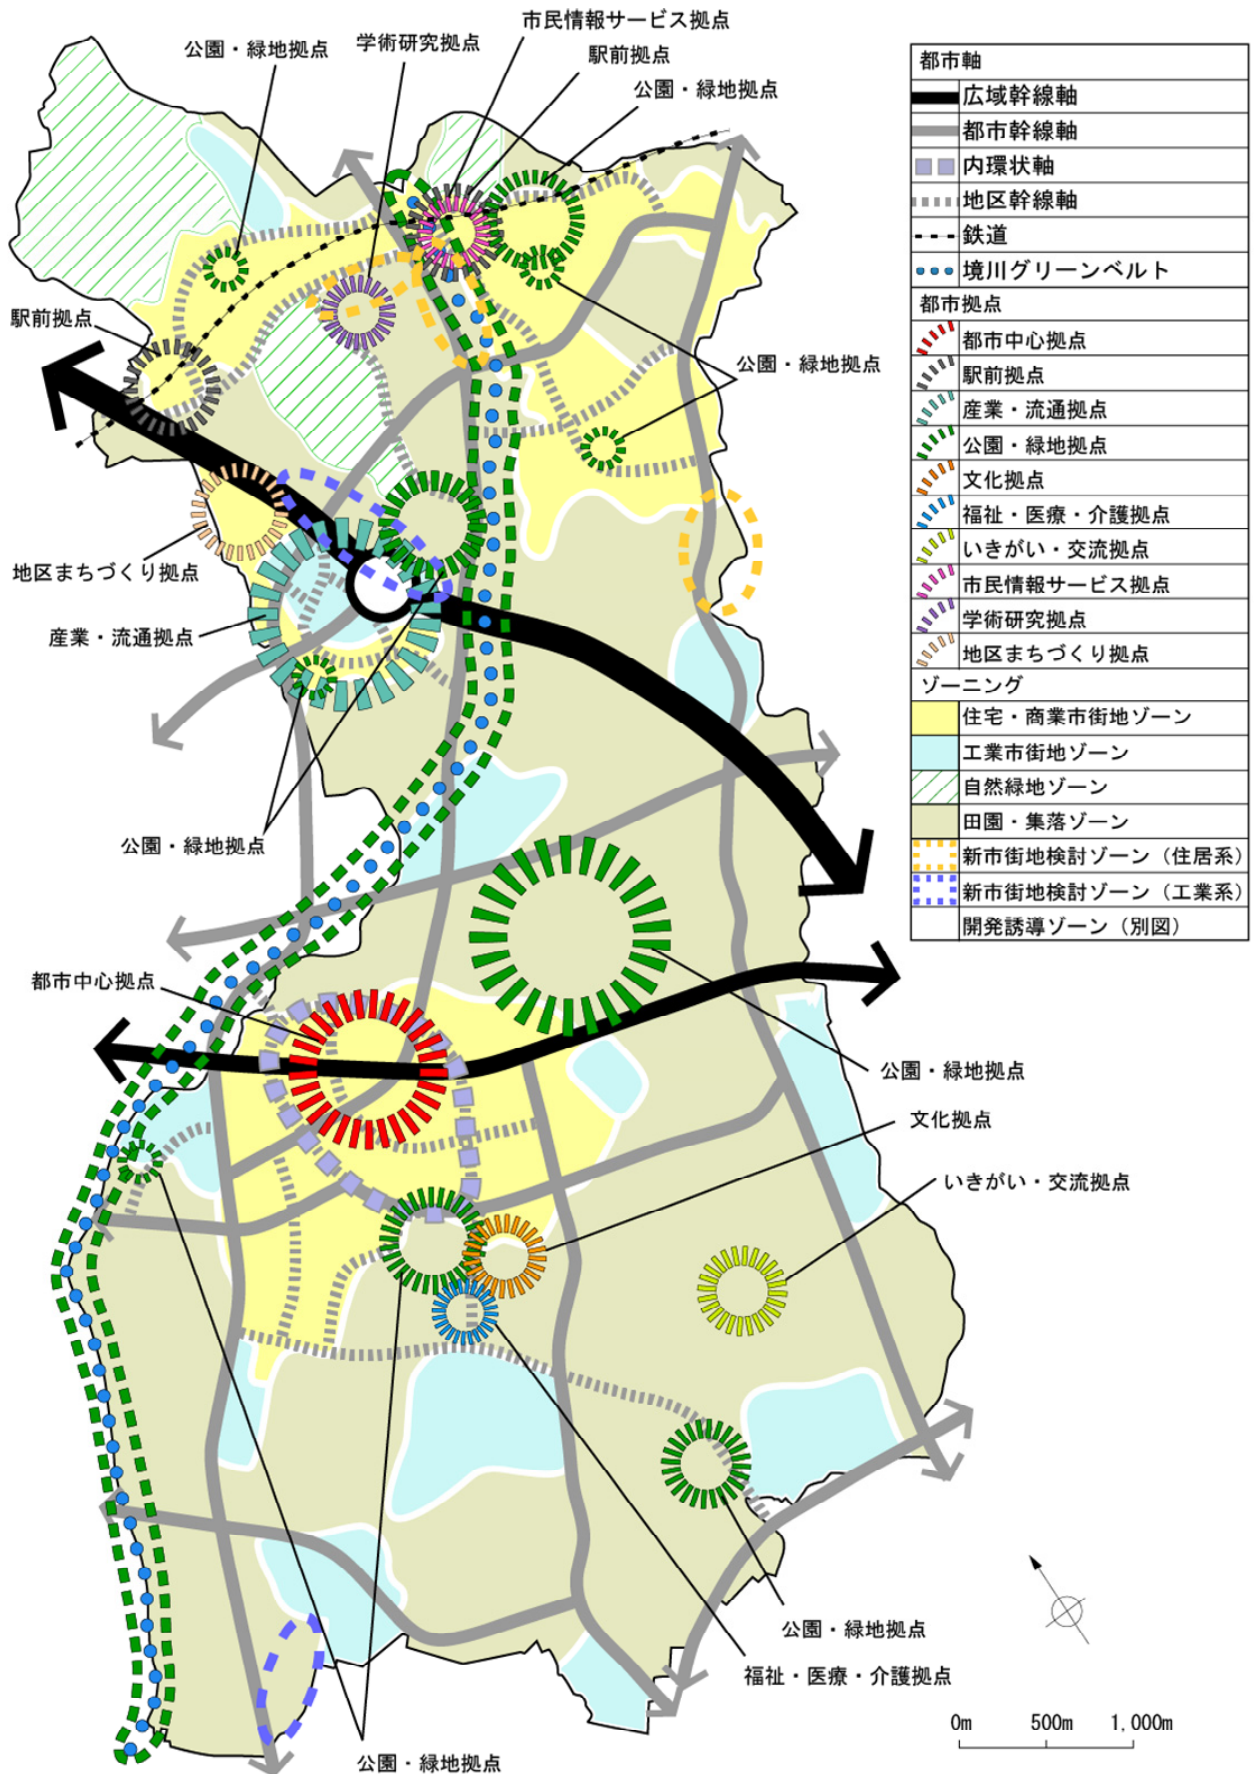 市民情報サービス拠点
公園・緑地拠点
学術研究拠点
駅前拠点
公園・緑地拠点
駅前拠点
公園・緑地拠点
地区まちづくり拠点
産業・流通拠点
公園・緑地拠点
都市中心拠点
公園・緑地拠点
文化拠点
いきがい・交流拠点
公園・緑地拠点
福祉・医療・介護拠点
公園・緑地拠点
都市軸
広域幹線軸
都市幹線軸
内環状軸
地区幹線軸
鉄道
境川グリーンベルト
都市拠点
都市中心拠点
駅前拠点
産業・流通拠点
公園・緑地拠点
文化拠点
福祉・医療・介護拠点
いきがい・交流拠点
市民情報サービス拠点
学術研究拠点
地区まちづくり拠点
ゾーニング
住宅・商業市街地ゾーン
工業市街地ゾーン
自然緑地ゾーン
田園・集落ゾーン
新市街地検討ゾーン（住居系）
新市街地検討ゾーン（工業系）
開発誘導ゾーン（別図）
0m 500m 1,000m